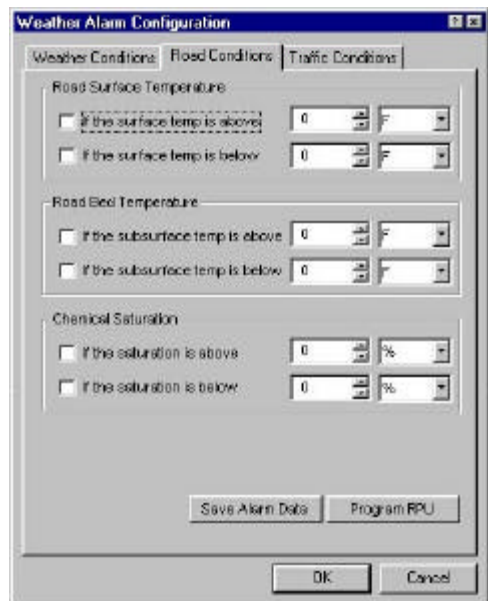 Weather Alarm Configuration
Weather Conditions Road Conditions Traffic Conditions
Road Surface Temperature
If the surface temp is above 0 F
If the surface temp is below 0 F
Road Bed Temperature
If the subsurface temp is above 0 F
If the subsurface temp is below 0 F
Chemical Saturation
If the saturation is above 0 %
If the saturation is below 0 %
Save Alarm Data Program RPU
OK Cancel